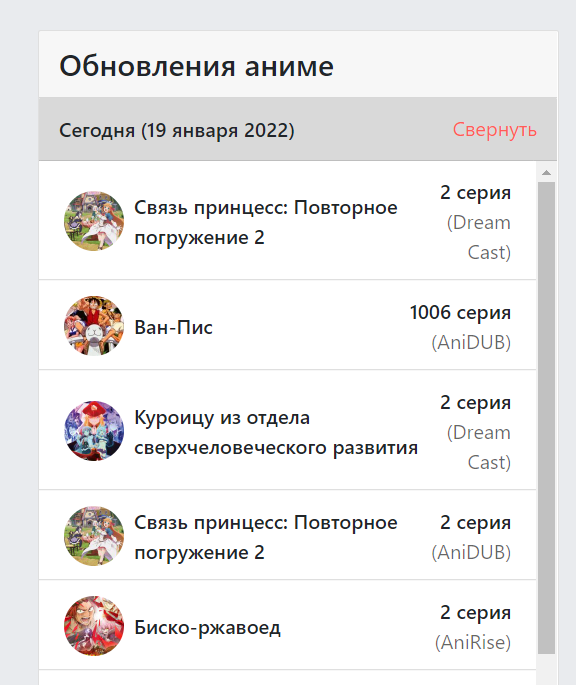 Обновления аниме
Сегодня (19 января 2022)
Свернуть
Связь принцесс: Повторное
погружение 2
2 серия
(Dream
Cast)
Ван-Пис
1006 серия
(AniDUB)
Куроицу из отдела
сверхчеловеческого развития
2 серия
(Dream
Cast)
Связь принцесс: Повторное
погружение 2
2 серия
(AniDUB)
Биско-ржавоед
2 серия
(AniRise)